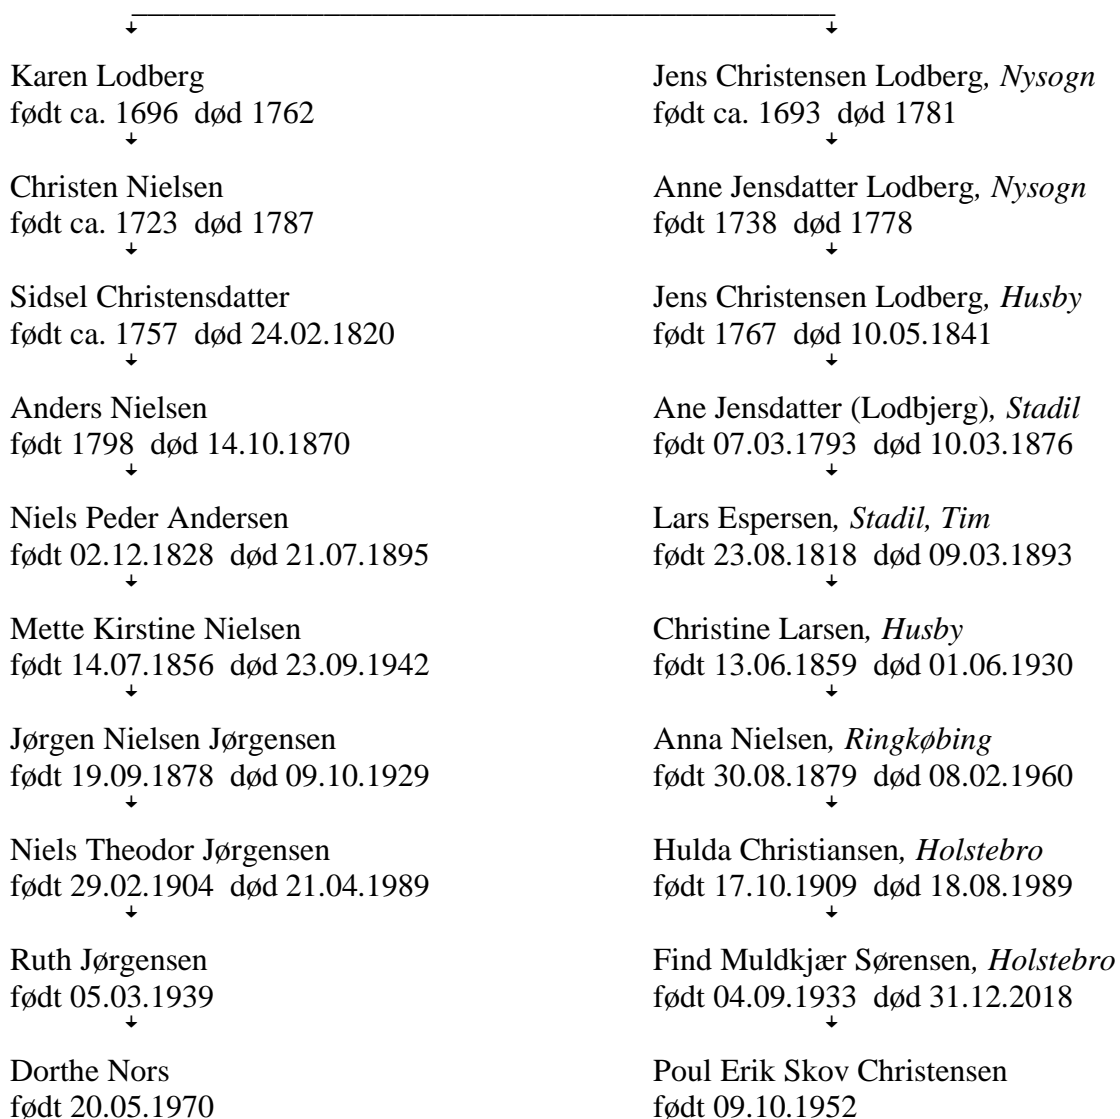 Karen Lodberg
født ca. 1696 død 1762
Christen Nielsen
født ca. 1723 død 1787
Sidsel Christensdatter
født ca. 1757 død 24.02.1820
Anders Nielsen
født 1798 død 14.10.1870
Niels Peder Andersen
født 02.12.1828 død 21.07.1895
Mette Kirstine Nielsen
født 14.07.1856 død 23.09.1942
Jørgen Nielsen Jørgensen
født 19.09.1878 død 09.10.1929
Niels Theodor Jørgensen
født 29.02.1904 død 21.04.1989
Ruth Jørgensen
født 05.03.1939
Dorthe Nors
født 20.05.1970
Jens Christensen Lodberg, Nysogn
født ca. 1693 død 1781
Anne Jensdatter Lodberg, Nysogn
født 1738 død 1778
Jens Christensen Lodberg, Husby
født 1767 død 10.05.1841
Ane Jensdatter (Lodbjerg), Stadil
født 07.03.1793 død 10.03.1876
Lars Espersen, Stadil, Tim
født 23.08.1818 død 09.03.1893
Christine Larsen, Husby
født 13.06.1859 død 01.06.1930
Anna Nielsen, Ringkøbing
født 30.08.1879 død 08.02.1960
Hulda Christiansen, Holstebro
født 17.10.1909 død 18.08.1989
Find Muldkjær Sørensen, Holstebro
født 04.09.1933 død 31.12.2018
Poul Erik Skov Christensen
født 09.10.1952